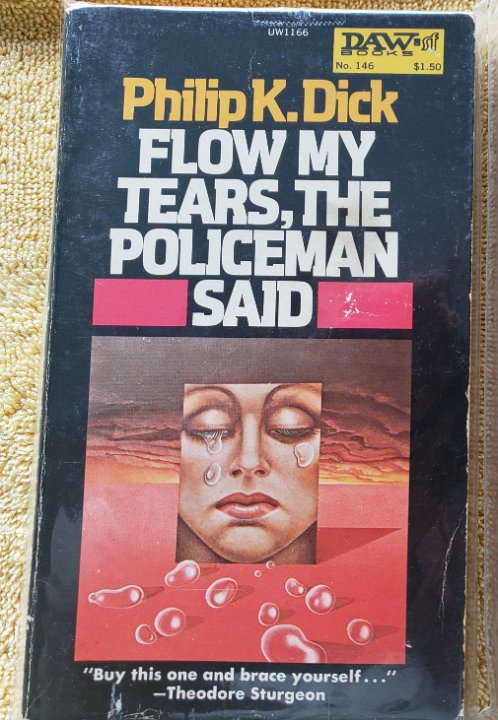 UW1166
DAW sf
BOOKS
No. 146 $1.50
Philip K. Dick
FLOW MY
TEARS, THE
POLICEMAN
SAID
"Buy this one and brace yourself..."
—Theodore Sturgeon